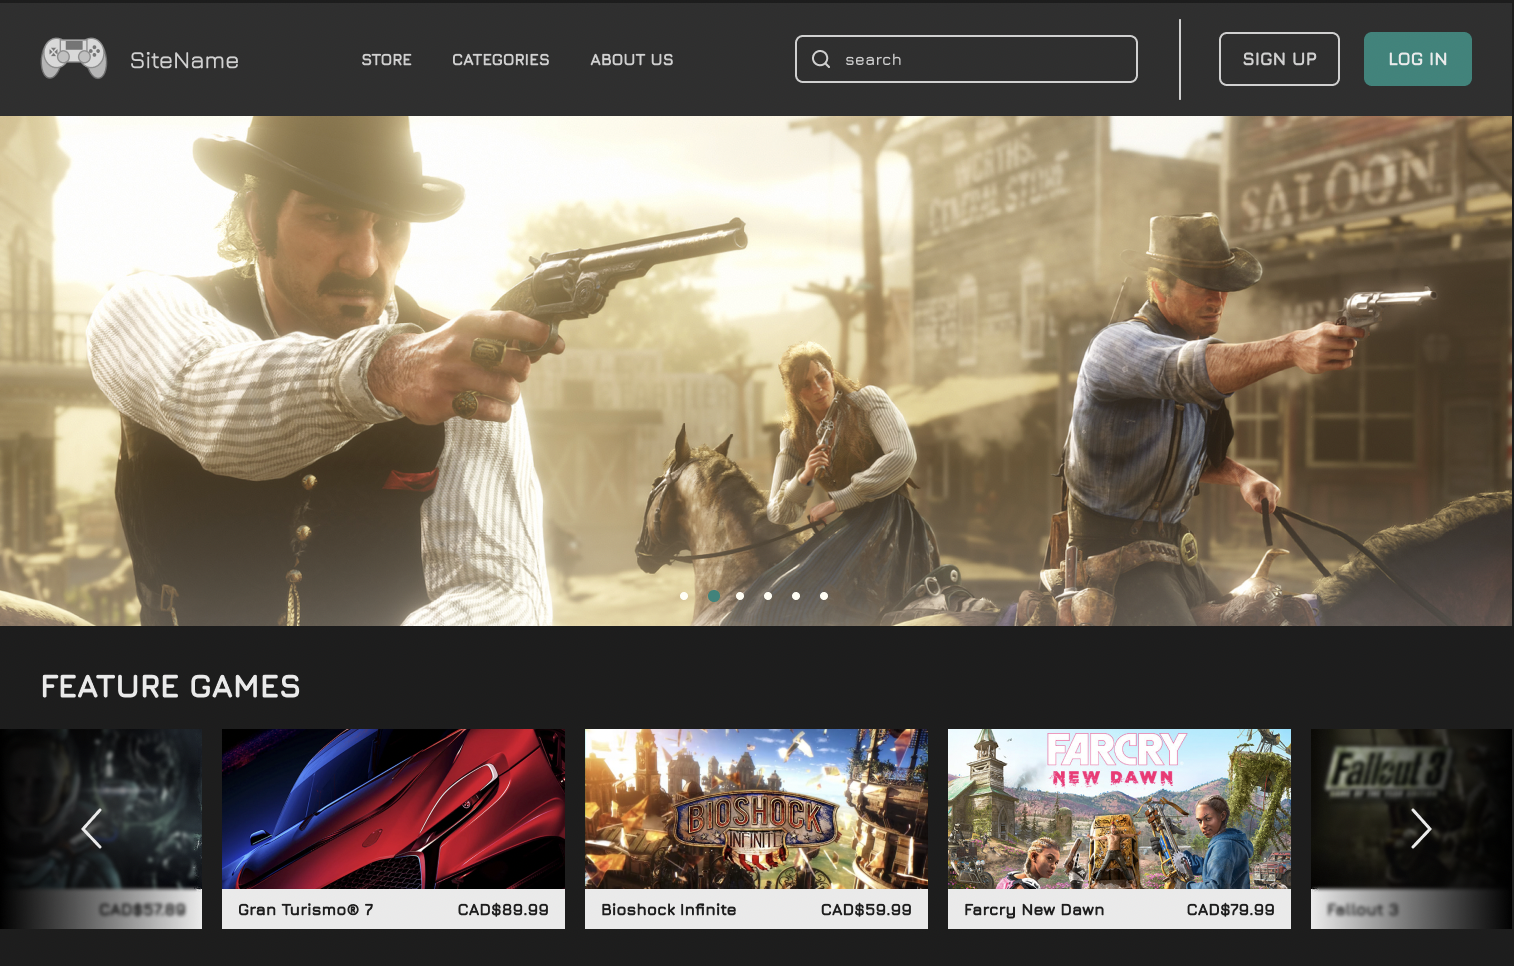 SiteName
STORE
CATEGORIES
ABOUT US
search
SIGN UP
LOG IN
GENERAL STORE
SALOON
FEATURE GAMES
BIOSHOCK
INFINITE
FARCRY
NEW DAWN
Fallout 3
CAD$57.89
Gran Turismo® 7
CAD$89.99
Bioshock Infinite
CAD$59.99
Farcry New Dawn
CAD$79.99
Fallout 3